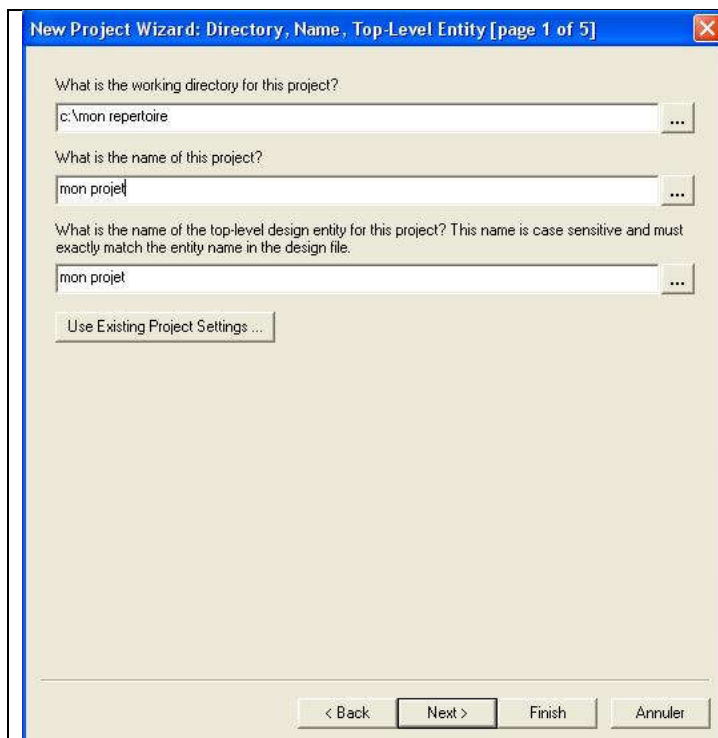 New Project Wizard: Directory, Name, Top-Level Entity [page 1 of 5]
What is the working directory for this project?
c:\mon repertoire
...
What is the name of this project?
mon projet
...
What is the name of the top-level design entity for this project? This name is case sensitive and must
exactly match the entity name in the design file.
mon projet
...
Use Existing Project Settings ...
< Back Next > Finish Annuler